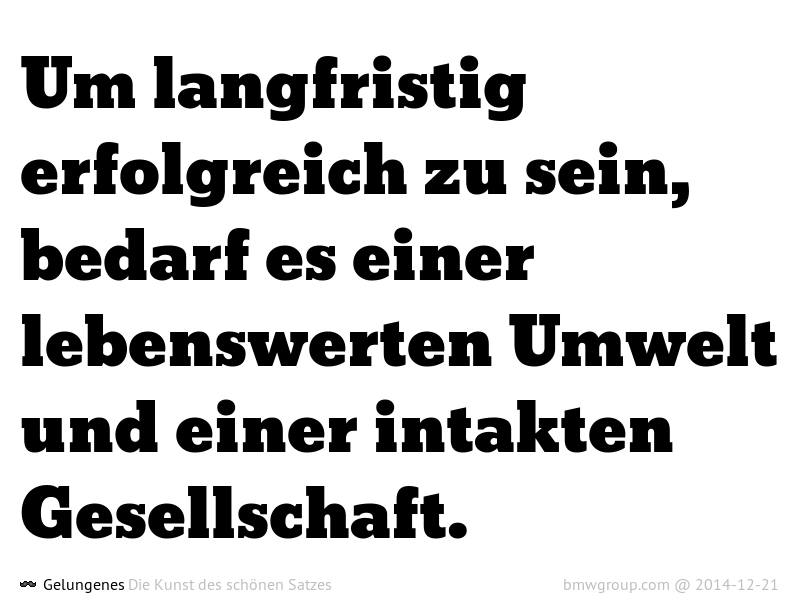 Um langfristig
erfolgreich zu sein,
bedarf es einer
lebenswerten Umwelt
und einer intakten
Gesellschaft.
Gelungenes Die Kunst des schönen Satzes
bmwgroup.com @ 2014-12-21